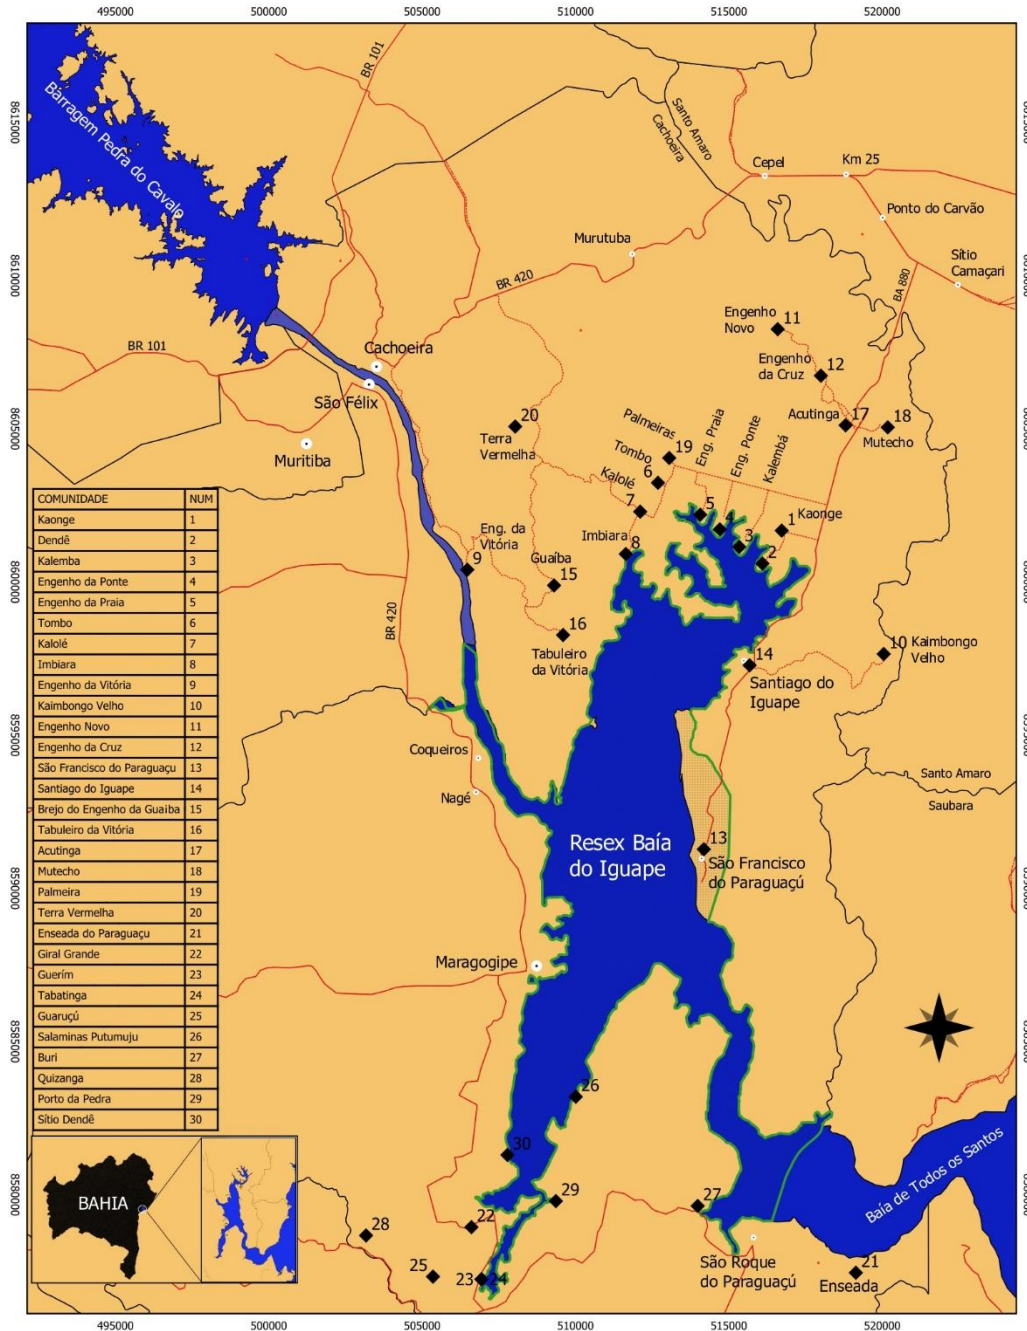 495000 500000 505000 510000 515000 520000
BR 101
Barragem Pedra do Cavalo
Santo Amaro
Cachoeira
Cepel
Km 25
Ponto do Carvão
Murutuba
Sítio
Camaçari
BR 420
BA 880
Engenho
Novo
11
Engenho
da Cruz
12
BR 101
Cachoeira
São Félix
Muritiba
20
Terra
Vermelha
Acutinga
17
18
Mutecho
Palmeiras
19
Tombo
6
Kalolé
7
Eng. Praia
Eng. Ponte
Kalembá
5
4
3
2
1
Kaonge
Imbiara
8
Eng. da
Vitória
9
Guaíba
15
16
Tabuleiro
da Vitória
BR 420
10
Kaimbongo
Velho
14
Santiago do
Iguape
Coqueiros
Nagé
Santo Amaro
Saubara
Resex Baía
do Iguape
13
São Francisco
do Paraguaçú
Maragogipe
26
30
29
22
28
25
23
24
27
São Roque
do Paraguaçú
21
Enseada
Baía de Todos os Santos
COMUNIDADE NUM
Kaonge 1
Dendê 2
Kalemba 3
Engenho da Ponte 4
Engenho da Praia 5
Tombo 6
Kalolé 7
Imbiara 8
Engenho da Vitória 9
Kaimbongo Velho 10
Engenho Novo 11
Engenho da Cruz 12
São Francisco do Paraguaçu 13
Santiago do Iguape 14
Brejo do Engenho da Guaiba 15
Tabuleiro da Vitória 16
Acutinga 17
Mutecho 18
Palmeira 19
Terra Vermelha 20
Enseada do Paraguaçu 21
Giral Grande 22
Guerím 23
Tabatinga 24
Guaruçú 25
Salaminas Putumuju 26
Buri 27
Quizanga 28
Porto da Pedra 29
Sítio Dendê 30
BAHIA
495000 500000 505000 510000 515000 520000